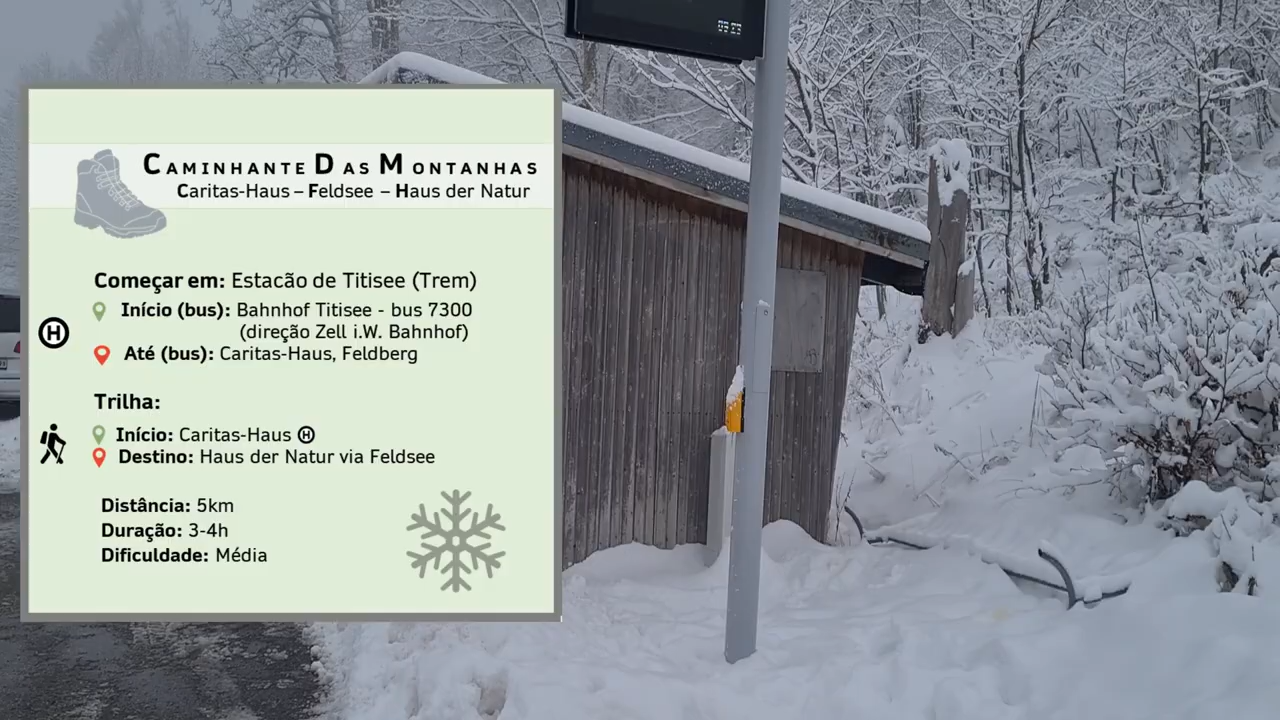 CAMINHANTE DAS MONTANHAS
Caritas-Haus – Feldsee – Haus der Natur
Começar em: Estacão de Titisee (Trem)
Início (bus): Bahnhof Titisee - bus 7300
(direção Zell i.W. Bahnhof)
H
Até (bus): Caritas-Haus, Feldberg
Trilha:
Início: Caritas-Haus H
Destino: Haus der Natur via Feldsee
Distância: 5km
Duração: 3-4h
Dificuldade: Média